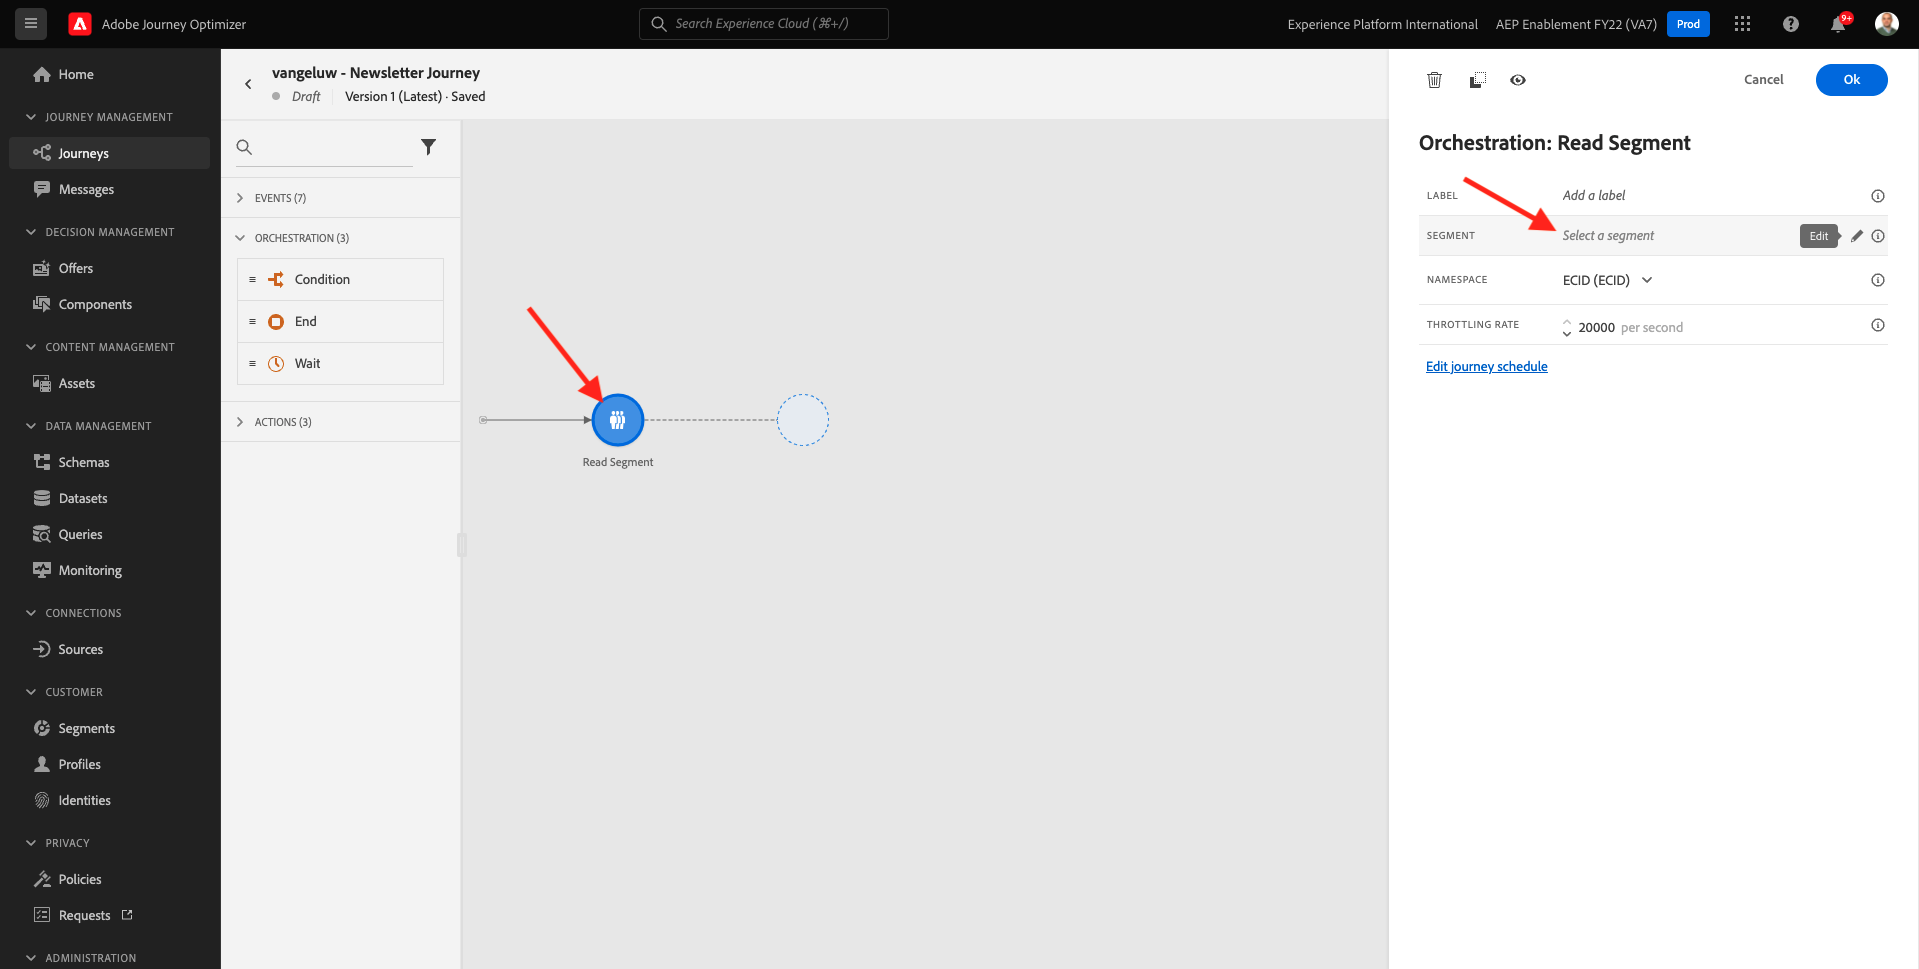 Adobe Journey Optimizer
Search Experience Cloud (⌘+/)
Experience Platform International
AEP Enablement FY22 (VA7)
Prod
9+
Home
JOURNEY MANAGEMENT
Journeys
Messages
DECISION MANAGEMENT
Offers
Components
CONTENT MANAGEMENT
Assets
DATA MANAGEMENT
Schemas
Datasets
Queries
Monitoring
CONNECTIONS
Sources
CUSTOMER
Segments
Profiles
Identities
PRIVACY
Policies
Requests
ADMINISTRATION
vangeluw - Newsletter Journey
Draft
Version 1 (Latest) · Saved
EVENTS (7)
ORCHESTRATION (3)
Condition
End
Wait
ACTIONS (3)
Read Segment
Cancel
Ok
Orchestration: Read Segment
LABEL
Add a label
SEGMENT
Select a segment
Edit
NAMESPACE
ECID (ECID)
THROTTLING RATE
20000 per second
Edit journey schedule